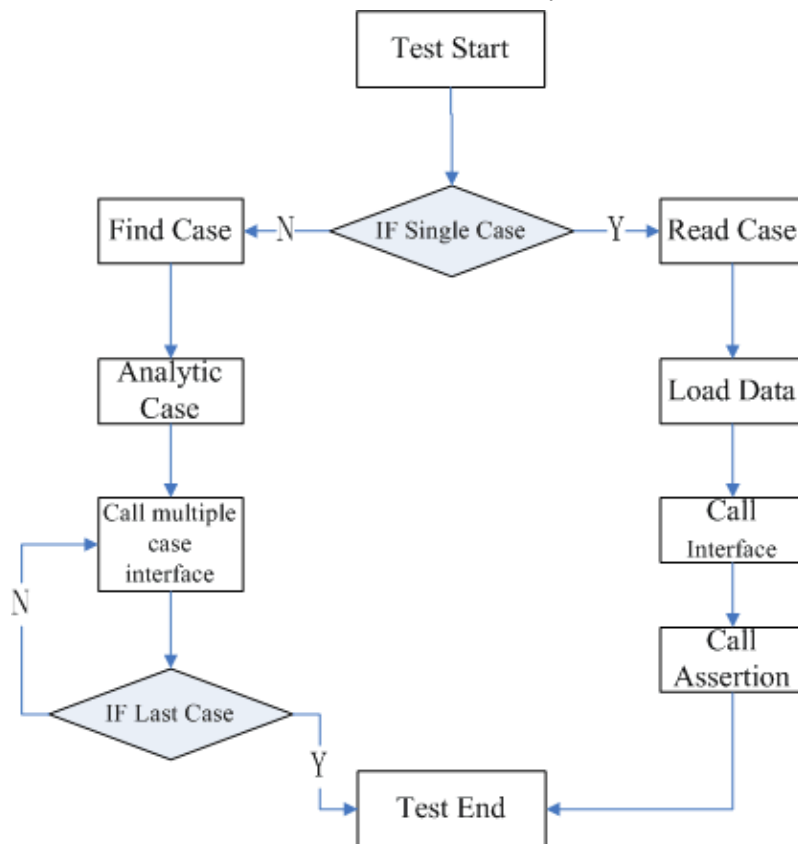 Test Start
Find Case
N
IF Single Case
Y
Read Case
Analytic
Case
Load Data
Call multiple
case
interface
Call
Interface
N
Call
Assertion
IF Last Case
Y
Test End